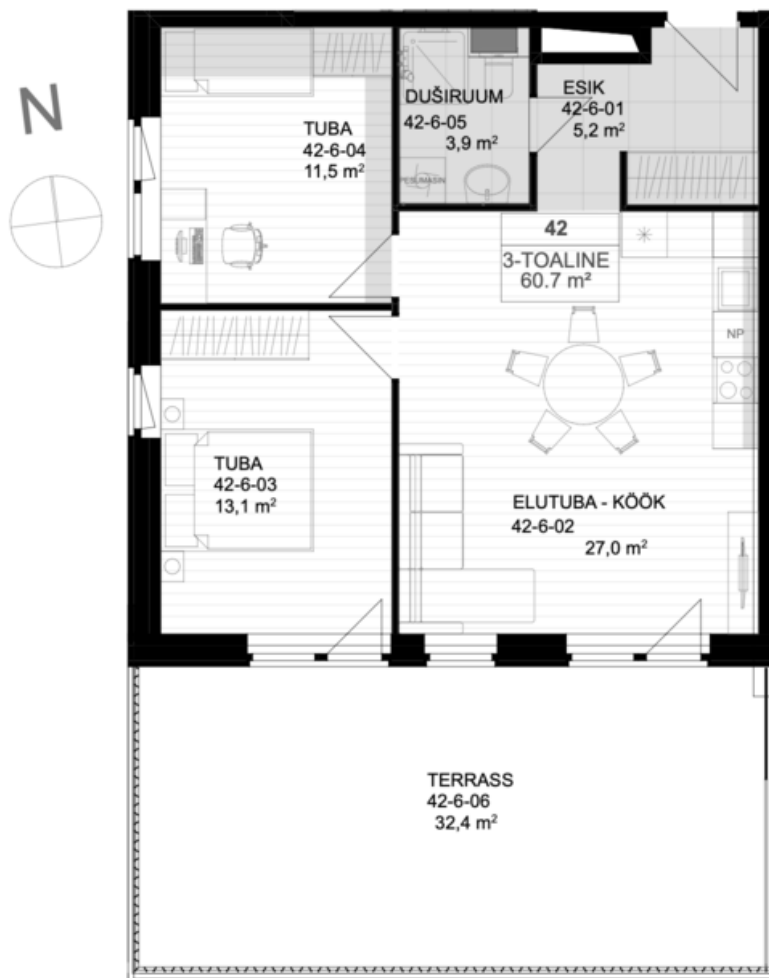 N
TUBA
42-6-04
11,5 m²
DUŠIRUUM
42-6-05
3,9 m²
PESUMASIN
ESIK
42-6-01
5,2 m²
42
3-TOALINE
60.7 m²
NP
TUBA
42-6-03
13,1 m²
ELUTUBA - KÖÖK
42-6-02
27,0 m²
TERRASS
42-6-06
32,4 m²